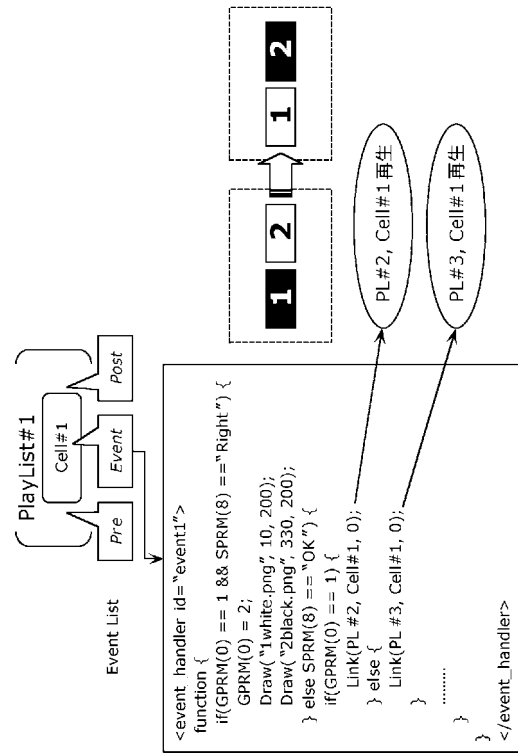 PlayList#1
Cell#1
Pre
Event
Post
Event List
<event_handler id="event1">
function {
if(GPRM(0) == 1 && SPRM(8) =="Right") {
GPRM(0) = 2;
Draw( "1white.png", 10, 200);
Draw( "2black.png", 330, 200);
} else SPRM(8) == "OK") {
if(GPRM(0) == 1) {
Link(PL #2, Cell#1, 0);
} else {
Link(PL #3, Cell#1, 0);
}
.........
}
}
</event_handler>
1
2
1
2
PL#2, Cell#1 再生
PL#3, Cell#1 再生